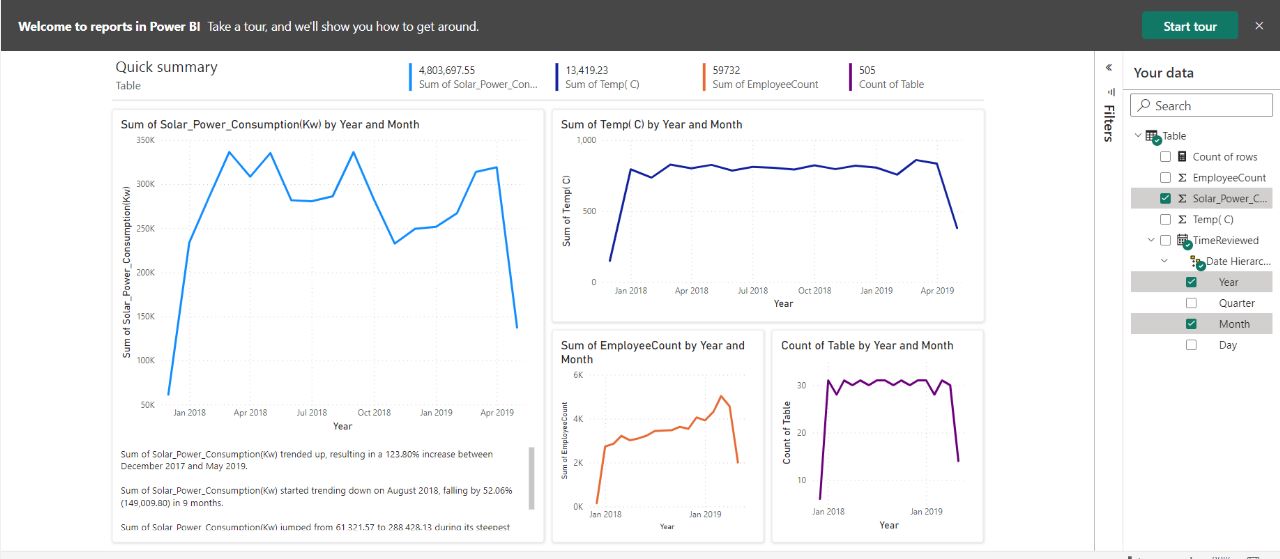 Welcome to reports in Power BI Take a tour, and we'll show you how to get around.
Start tour
Quick summary
Table
4,803,697.55
Sum of Solar_Power_Con...
13,419.23
Sum of Temp( C)
59732
Sum of EmployeeCount
505
Count of Table
Sum of Solar_Power_Consumption(Kw) by Year and Month
Sum of Solar_Power_Consumption(Kw)
350K
300K
250K
200K
150K
100K
50K
Jan 2018 Apr 2018 Jul 2018 Oct 2018 Jan 2019 Apr 2019
Year
Sum of Solar_Power_Consumption(Kw) trended up, resulting in a 123.80% increase between
December 2017 and May 2019.
Sum of Solar_Power_Consumption(Kw) started trending down on August 2018, falling by 52.06%
(149,009.80) in 9 months.
Sum of Solar_Power_Consumption(Kw) jumped from 61,321.57 to 288,428.13 during its steepest
Sum of Temp( C) by Year and Month
Sum of Temp( C)
1,000
500
0
Jan 2018 Apr 2018 Jul 2018 Oct 2018 Jan 2019 Apr 2019
Year
Sum of EmployeeCount by Year and
Month
Sum of EmployeeCount
6K
4K
2K
0K
Jan 2018 Jan 2019
Year
Count of Table by Year and Month
Count of Table
30
20
10
Jan 2018 Jan 2019
Year
Filters
Your data
Search
Table
Count of rows
EmployeeCount
Solar_Power_C...
Temp( C)
TimeReviewed
Date Hierarc...
Year
Quarter
Month
Day